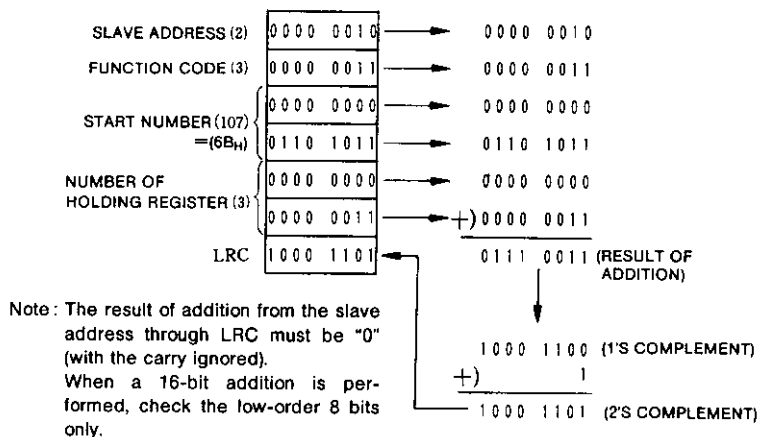 SLAVE ADDRESS (2) 0000 0010 0000 0010
FUNCTION CODE (3) 0000 0011 0000 0011
0000 0000 0000 0000
START NUMBER (107)
=(6BH) 0110 1011 0110 1011
NUMBER OF 0000 0000 0000 0000
HOLDING REGISTER (3)
0000 0011 +) 0000 0011
LRC 1000 1101 0111 0011 (RESULT OF
ADDITION)
Note : The result of addition from the slave
address through LRC must be "0"
(with the carry ignored).
When a 16-bit addition is per-
formed, check the low-order 8 bits
only.
1000 1100 (1'S COMPLEMENT)
+) 1
1000 1101 (2'S COMPLEMENT)